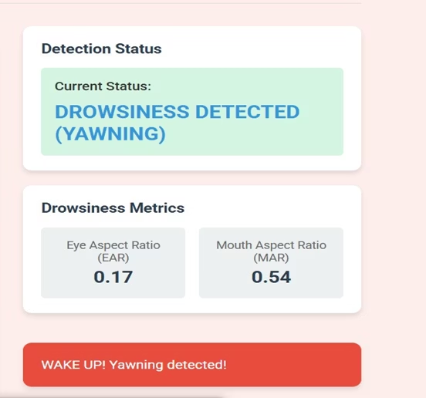 Detection Status
Current Status:
DROWSINESS DETECTED
(YAWNING)
Drowsiness Metrics
Eye Aspect Ratio
(EAR)
0.17
Mouth Aspect Ratio
(MAR)
0.54
WAKE UP! Yawning detected!